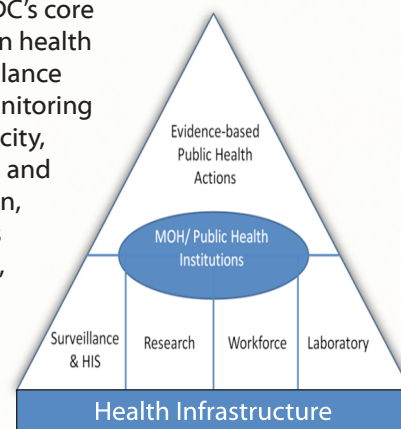 DC's core
n health
lance
nitoring
city,
and
n,
,
Evidence-based
Public Health
Actions
MOH/ Public Health
Institutions
Surveillance
& HIS
Research
Workforce
Laboratory
Health Infrastructure